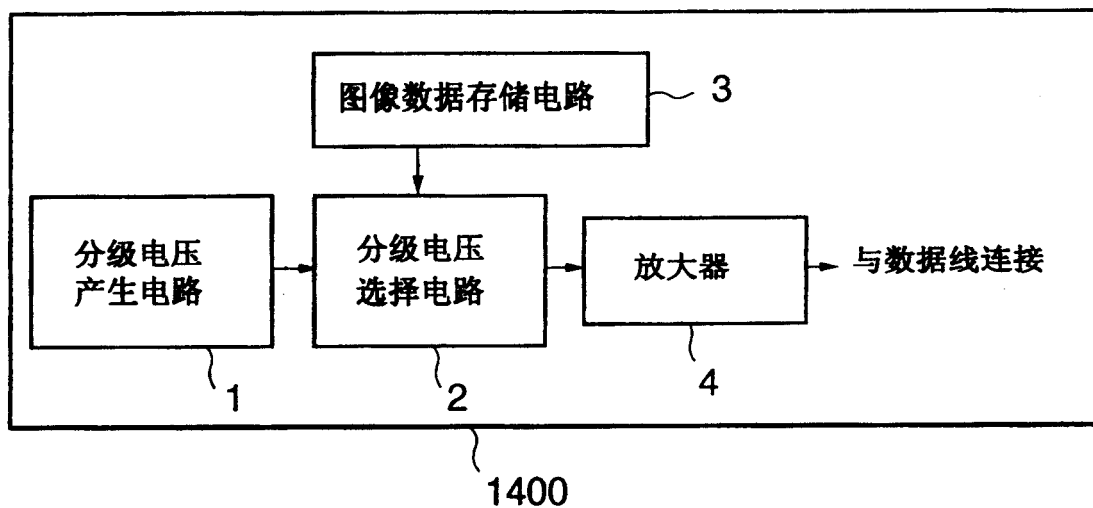 图像数据存储电路
3
分级电压
产生电路
分级电压
选择电路
放大器
与数据线连接
1
2
4
1400